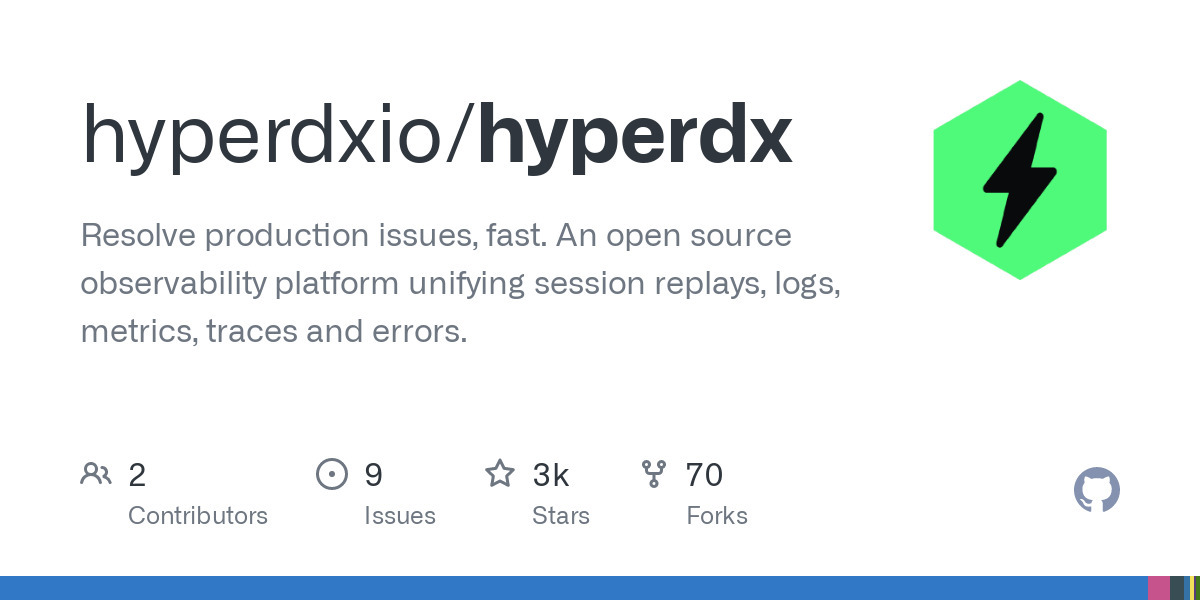 hyperdxio/hyperdx
Resolve production issues, fast. An open source
observability platform unifying session replays, logs,
metrics, traces and errors.
2 9 3k 70
Contributors Issues Stars Forks